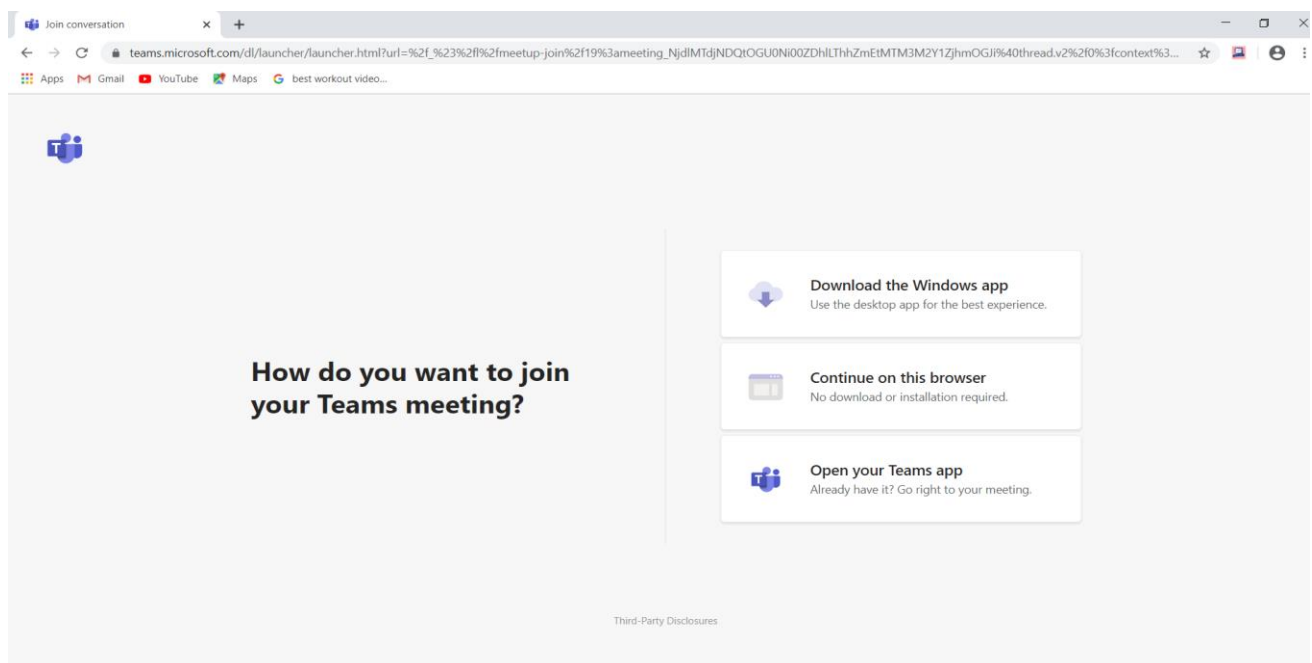 Join conversation
teams.microsoft.com/dl/launcher/launcher.html?url=%2f_%23%2fl%2fmeetup-join%2f19%3ameeting_NjdlMTdjNDQtOGU0Ni00ZDhlLThhZmEtMTM3M2Y1ZjhmOGJi%40thread.v2%2f0%3fcontext%3...
Apps Gmail YouTube Maps best workout video...
Download the Windows app
Use the desktop app for the best experience.
How do you want to join
your Teams meeting?
Continue on this browser
No download or installation required.
Open your Teams app
Already have it? Go right to your meeting.
Third-Party Disclosures